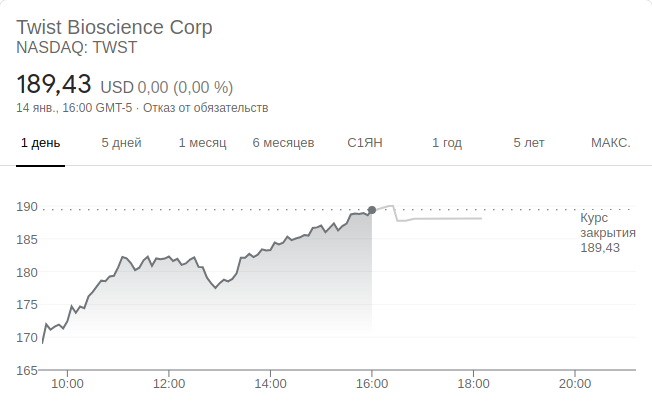 Twist Bioscience Corp
NASDAQ: TWST
189,43 USD 0,00 (0,00 %)
14 янв., 16:00 GMT-5 · Отказ от обязательств
1 день 5 дней 1 месяц 6 месяцев С1ЯН 1 год 5 лет МАКС.
190
Курс
закрытия
189,43
185
180
175
170
165
10:00 12:00 14:00 16:00 18:00 20:00